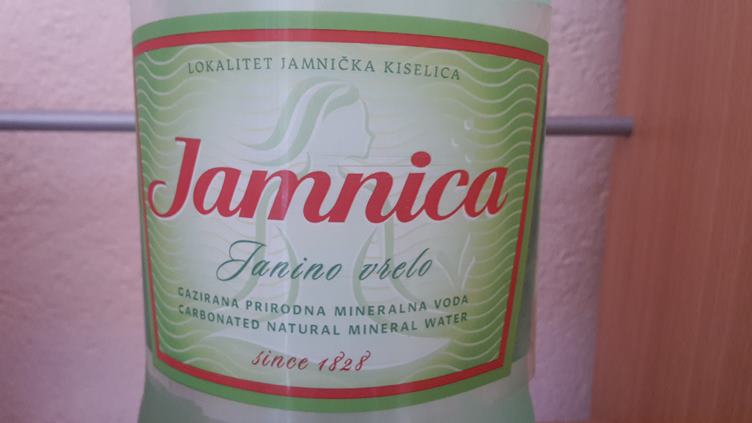 LOKALITET JAMNIČKA KISELICA
Jamnica
Janino vrelo
GAZIRANA PRIRODNA MINERALNA VODA
CARBONATED NATURAL MINERAL WATER
since 1828